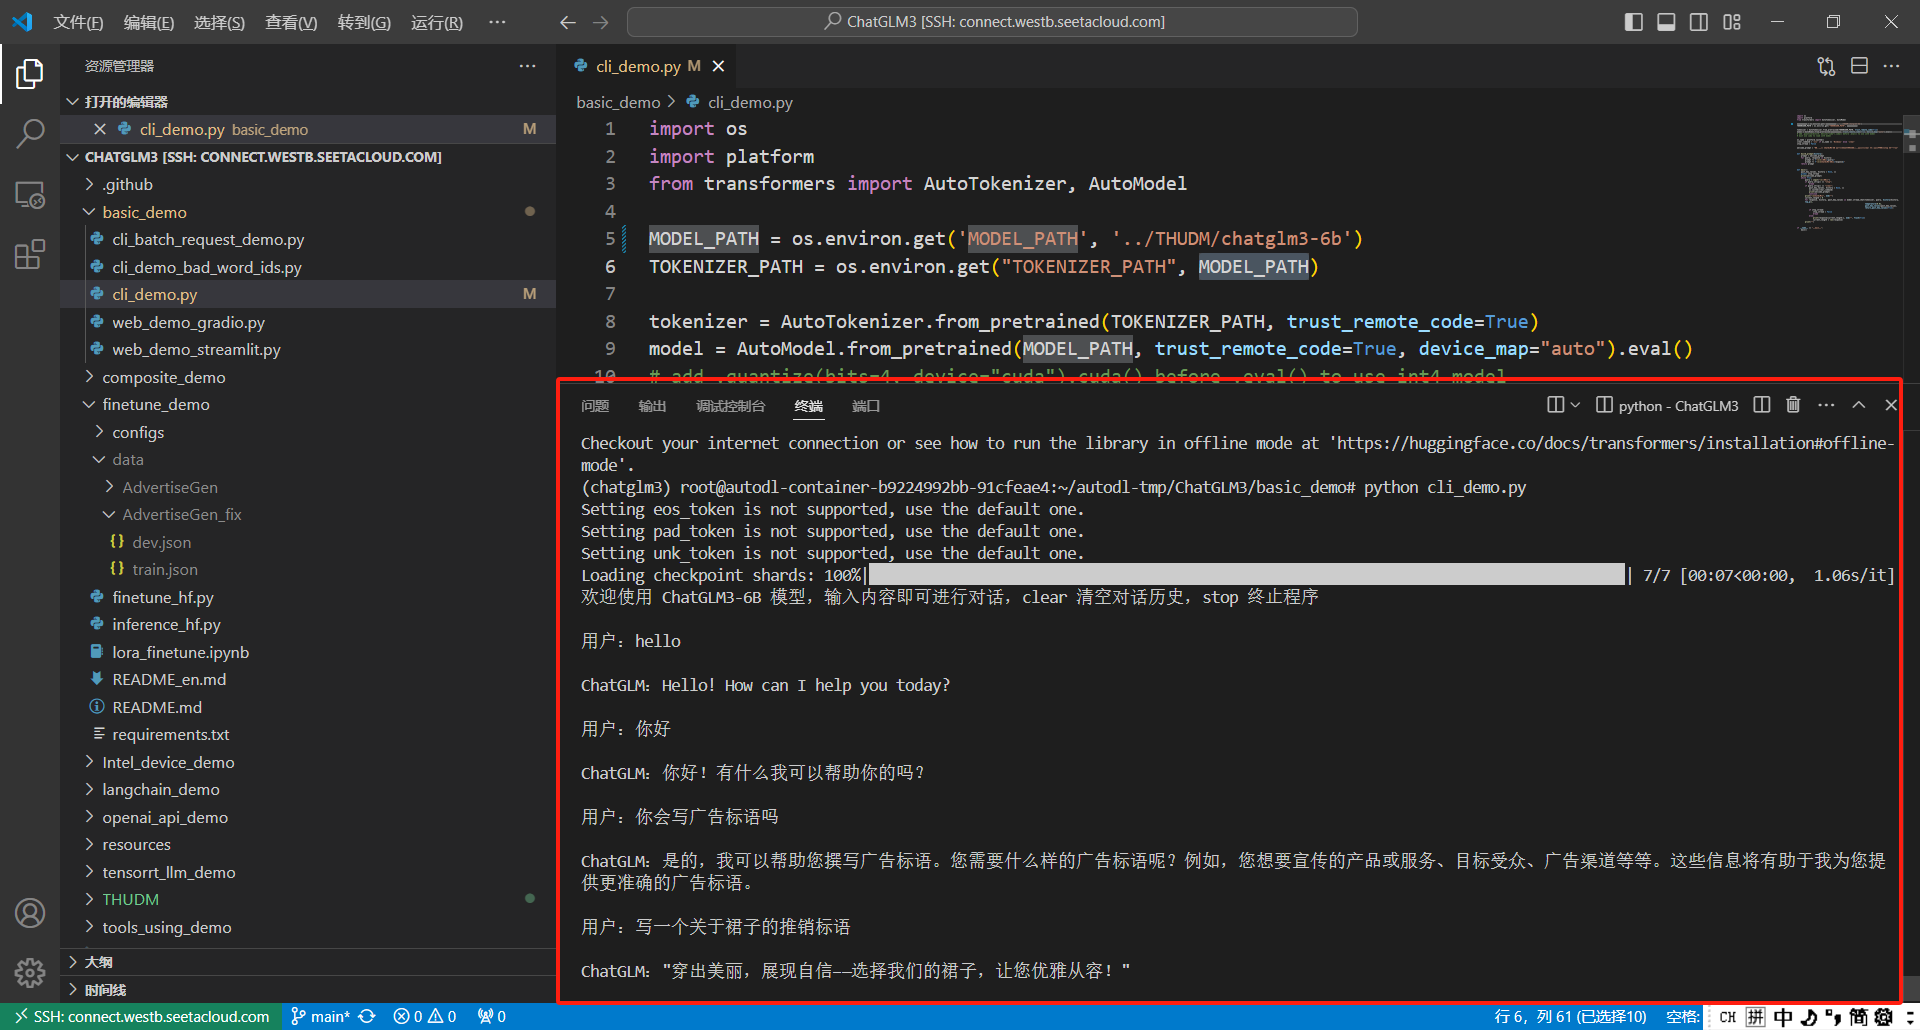 文件(F) 编辑(E) 选择(S) 查看(V) 转到(G) 运行(R) ··· ChatGLM3 [SSH: connect.westb.seetacloud.com]
资源管理器 ···
打开的编辑器
cli_demo.py basic_demo M
CHATGLM3 [SSH: CONNECT.WESTB.SEETACLOUD.COM]
.github
basic_demo
cli_batch_request_demo.py
cli_demo_bad_word_ids.py
cli_demo.py M
web_demo_gradio.py
web_demo_streamlit.py
composite_demo
finetune_demo
configs
data
AdvertiseGen
AdvertiseGen_fix
dev.json
train.json
finetune_hf.py
inference_hf.py
lora_finetune.ipynb
README_en.md
README.md
requirements.txt
Intel_device_demo
langchain_demo
openai_api_demo
resources
tensorrt_llm_demo
THUDM
tools_using_demo
大纲
时间线
cli_demo.py M
basic_demo > cli_demo.py
1 import os
2 import platform
3 from transformers import AutoTokenizer, AutoModel
4
5 MODEL_PATH = os.environ.get('MODEL_PATH', '../THUDM/chatglm3-6b')
6 TOKENIZER_PATH = os.environ.get("TOKENIZER_PATH", MODEL_PATH)
7
8 tokenizer = AutoTokenizer.from_pretrained(TOKENIZER_PATH, trust_remote_code=True)
9 model = AutoModel.from_pretrained(MODEL_PATH, trust_remote_code=True, device_map="auto").eval()
10 # add .quantize(bits=4, device="cuda").cuda() before .eval() to use int4 model
问题 输出 调试控制台 终端 端口 python - ChatGLM3
Checkout your internet connection or see how to run the library in offline mode at 'https://huggingface.co/docs/transformers/installation#offline-
mode'.
(chatglm3) root@autodl-container-b9224992bb-91cfeae4:~/autodl-tmp/ChatGLM3/basic_demo# python cli_demo.py
Setting eos_token is not supported, use the default one.
Setting pad_token is not supported, use the default one.
Setting unk_token is not supported, use the default one.
Loading checkpoint shards: 100%| | 7/7 [00:07<00:00, 1.06s/it]
欢迎使用 ChatGLM3-6B 模型，输入内容即可进行对话，clear 清空对话历史，stop 终止程序
用户：hello
ChatGLM：Hello! How can I help you today?
用户：你好
ChatGLM：你好！有什么我可以帮助你的吗？
用户：你会写广告标语吗
ChatGLM：是的，我可以帮助您撰写广告标语。您需要什么样的广告标语呢？例如，您想要宣传的产品或服务、目标受众、广告渠道等等。这些信息将有助于我为您提
供更准确的广告标语。
用户：写一个关于裙子的推销标语
ChatGLM："穿出美丽，展现自信——选择我们的裙子，让您优雅从容！"
SSH: connect.westb.seetacloud.com main* 0 0 0 行 6，列 61 (已选择10) 空格: CH 拼 中 简